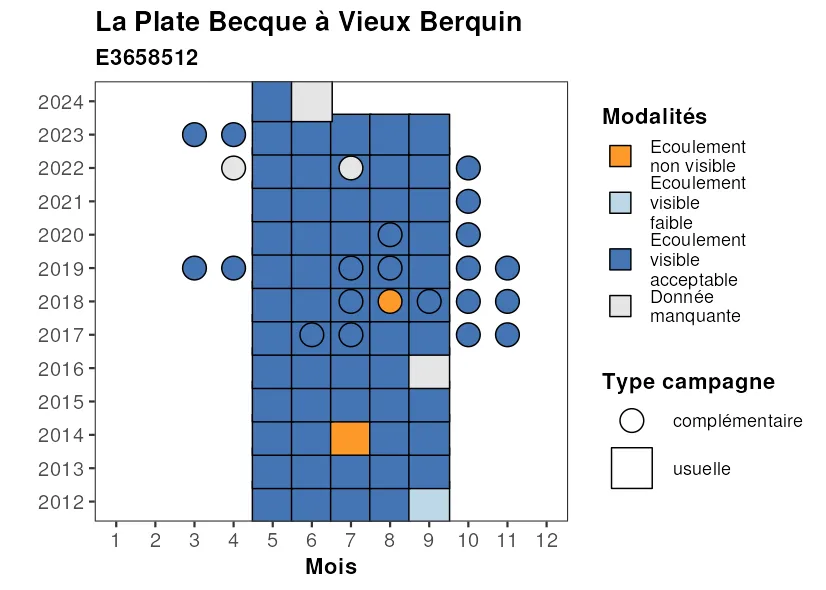 La Plate Becque à Vieux Berquin
E3658512
2024
2023
2022
2021
2020
2019
2018
2017
2016
2015
2014
2013
2012
1 2 3 4 5 6 7 8 9 10 11 12
Mois
Modalités
Ecoulement
non visible
Ecoulement
visible
faible
Ecoulement
visible
acceptable
Donnée
manquante
Type campagne
complémentaire
usuelle